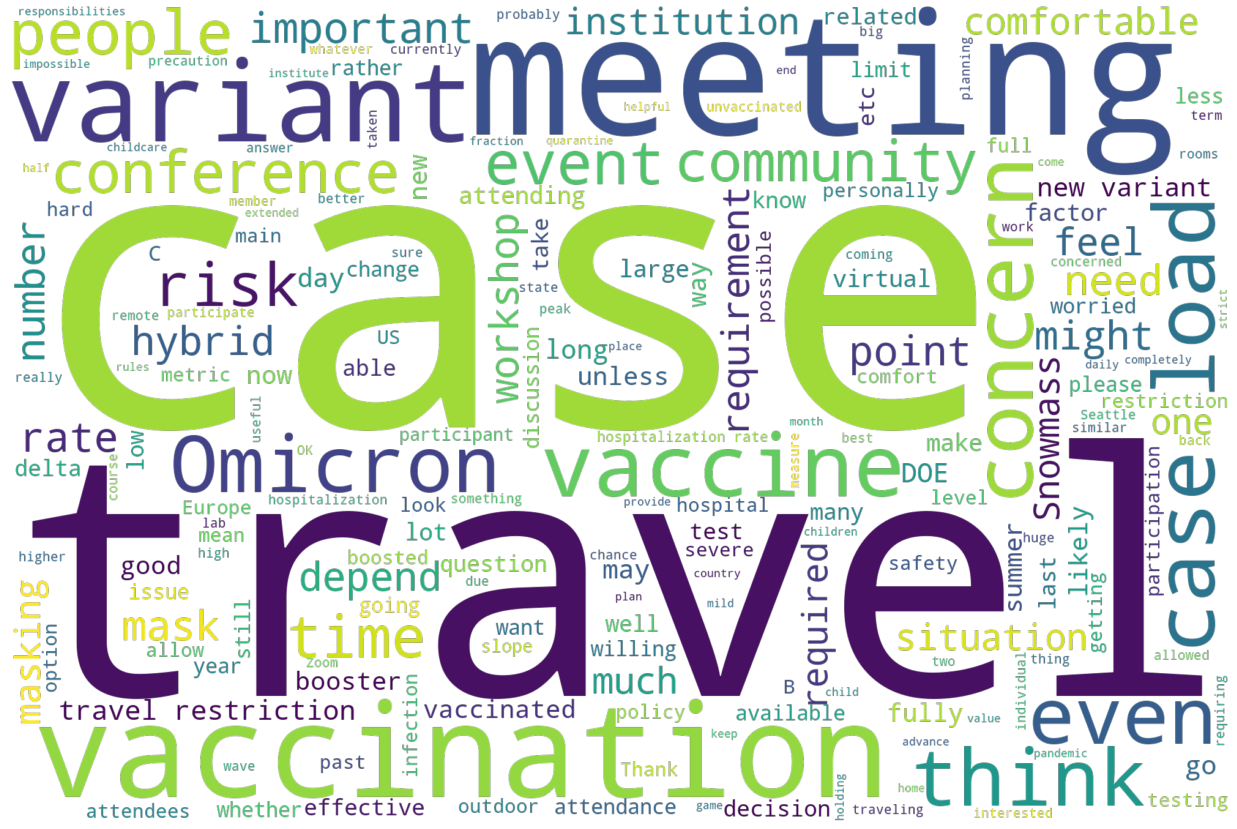 responsibilities
people
important
probably
institution
related
big
comfortable
impossible
precaution
whatever
currently
institute
rather
variant
meeting
end
etc
limit
planning
less
term
taken
helpful
unvaccinated
childcare
answer
fraction
quarantine
half
conference
new
event
community
full
come
rooms
member
extended
better
attending
know
personally
concern
new variant
hard
main
C
sure
workshop
take
requirement
possible
factor
work
feel
case load
number
case
risk
day
change
state
coming
large
way
virtual
concerned
need
worried
strict
remote
participate
peak
hybrid
US
long
place
point
might
rules
metric
now
able
unless
comfort
completely
daily
really
discussion
please
restriction
useful
month
Seattle
similar
one
rate
participant
hospitalization rate
best
make
back
low
OK
Omicron
vaccine
measure
DOE
Snowmass
delta
course
hospitalization
something
level
participation
Europe
look
provide
hospital
many
children
huge
travel
lab
mean
lot
test
higher
high
boosted
question
chance
severe
required
safety
summer
last
likely
good
depend
due
may
country
getting
masking
issue
mask
time
going
plan
mild
situation
option
allow
still
want
well
willing
two
thing
allowed
year
Zoom
slope
booster
much
B
child
individual
travel restriction
infection
vaccinated
policy
available
fully
value
even
requiring
vaccination
keep
advance
think
pandemic
wave
past
Thank
go
home
attendees
whether
effective
outdoor
attendance
game
decision
holding
traveling
interested
testing